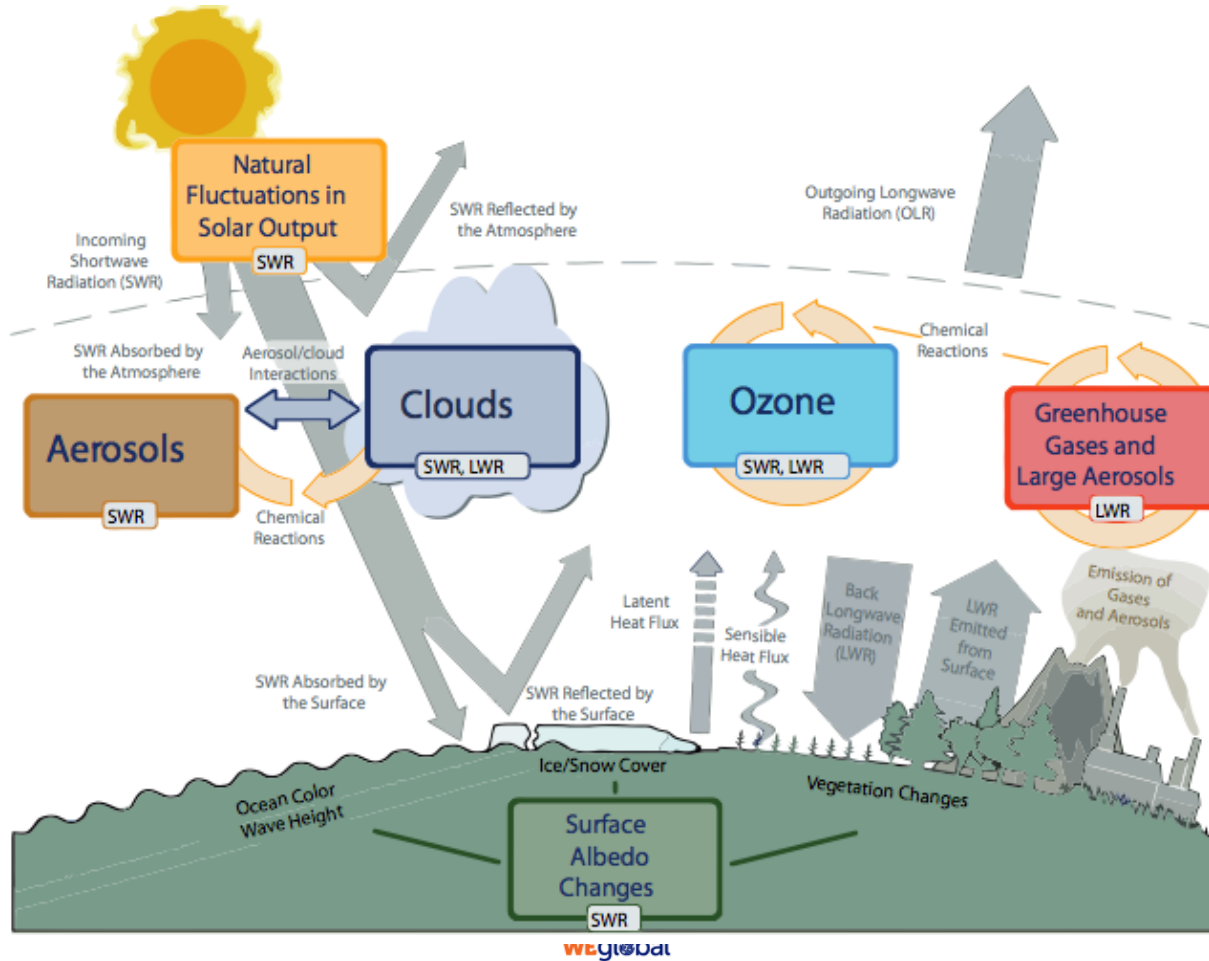 Natural
Fluctuations in
Solar Output
SWR
SWR Reflected by
the Atmosphere
Outgoing Longwave
Radiation (OLR)
Incoming
Shortwave
Radiation (SWR)
SWR Absorbed by
the Atmosphere
Aerosol/cloud
Interactions
Chemical
Reactions
Aerosols
SWR
Clouds
SWR, LWR
Ozone
SWR, LWR
Greenhouse
Gases and
Large Aerosols
LWR
Chemical
Reactions
Latent
Heat Flux
Sensible
Heat Flux
Back
Longwave
Radiation
(LWR)
LWR
Emitted
from
Surface
Emission of
Gases
and Aerosols
SWR Absorbed by
the Surface
SWR Reflected by
the Surface
Ice/Snow Cover
Ocean Color
Wave Height
Vegetation Changes
Surface
Albedo
Changes
SWR
WEglobal